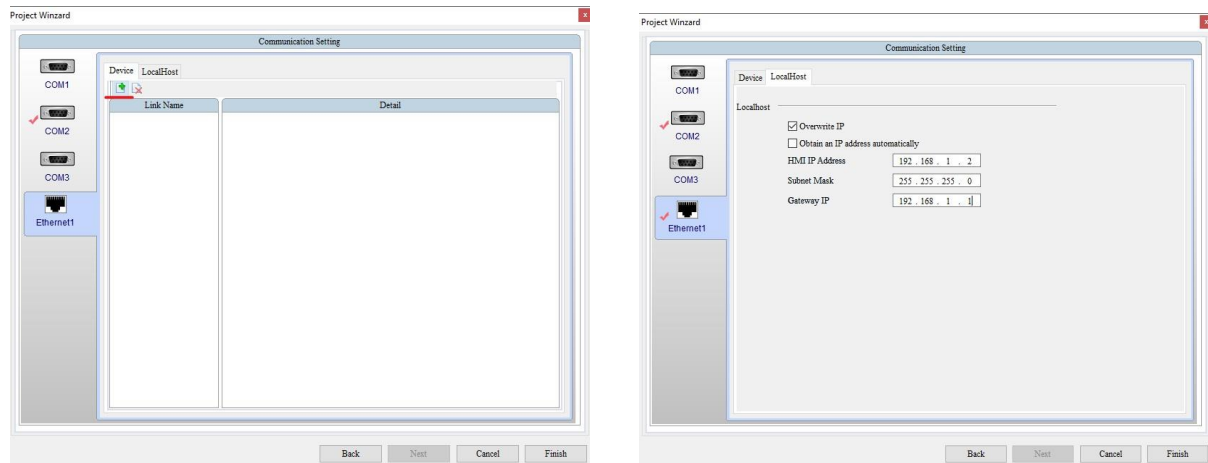 Project Winzard
x
Communication Setting
COM1
COM2
COM3
Ethernet1
Device LocalHost
Link Name Detail
Back Next Cancel Finish
Project Winzard
x
Communication Setting
COM1
COM2
COM3
Ethernet1
Device LocalHost
Localhost
Overwrite IP
Obtain an IP address automatically
HMI IP Address 192 . 168 . 1 . 2
Subnet Mask 255 . 255 . 255 . 0
Gateway IP 192 . 168 . 1 . 1
Back Next Cancel Finish